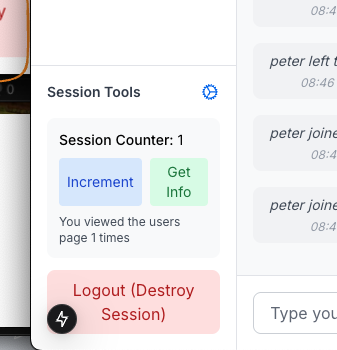 08:4
peter left t
08:46
peter joine
08:4
peter joine
08:4
Session Tools
Session Counter: 1
Increment
Get
Info
You viewed the users
page 1 times
Logout (Destroy
Session)
Type you
y
0